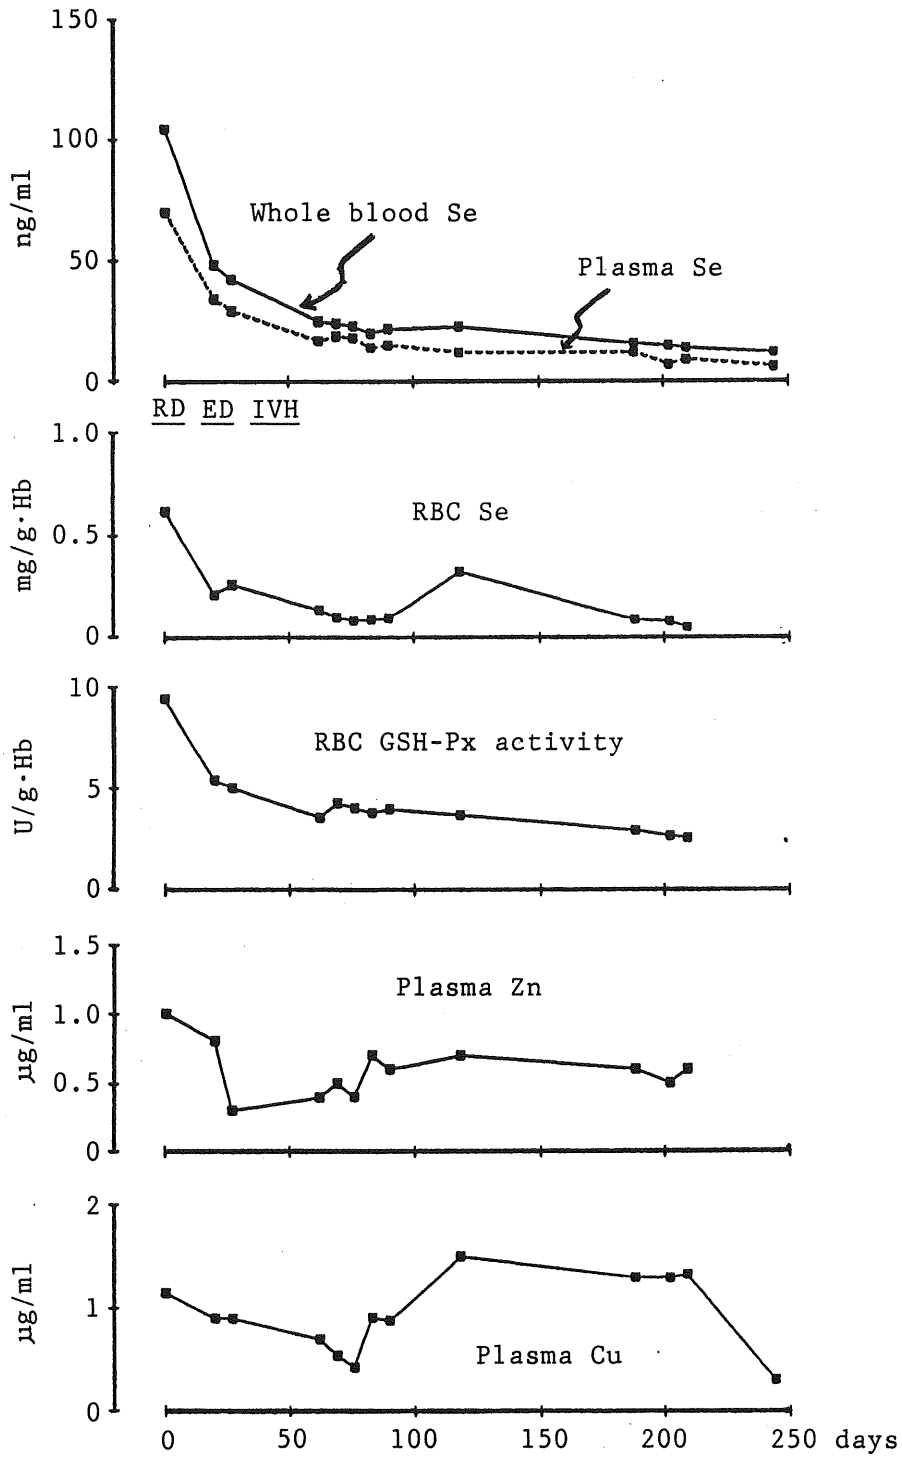 150
100
50
0
ng/ml
Whole blood Se
Plasma Se
RD ED IVH
1.0
0.5
0
mg/g·Hb
RBC Se
10
5
0
U/g·Hb
RBC GSH-Px activity
1.5
1.0
0.5
0
µg/ml
Plasma Zn
2
1
0
µg/ml
Plasma Cu
0 50 100 150 200 250 days